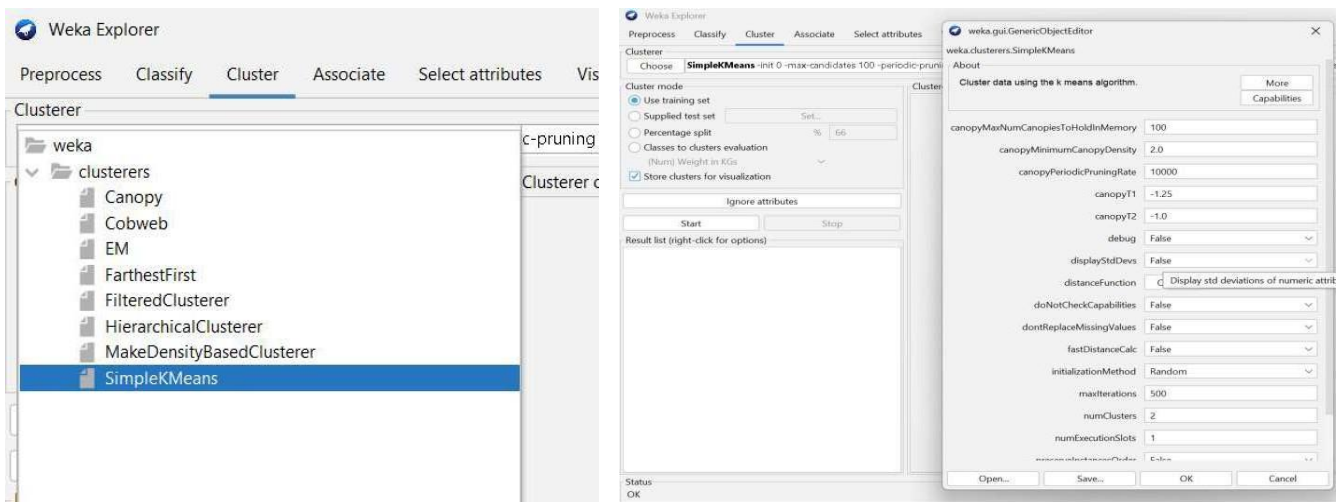 Weka Explorer
Preprocess Classify Cluster Associate Select attributes Vis
Clusterer
weka
c-pruning
clusterers
Clusterer
Canopy
Cobweb
EM
FarthestFirst
FilteredClusterer
HierarchicalClusterer
MakeDensityBasedClusterer
SimpleKMeans
Weka Explorer
Preprocess Classify Cluster Associate Select attributes
Clusterer
Choose SimpleKMeans -init 0 -max-candidates 100 -periodic-pruni
Cluster mode
Cluster
Use training set
Supplied test set Set...
Percentage split % 66
Classes to clusters evaluation
(Num) Weight in KGs
Store clusters for visualization
Ignore attributes
Start Stop
Result list (right-click for options)
Status
OK
weka.gui.GenericObjectEditor
weka.clusterers.SimpleKMeans
About
Cluster data using the k means algorithm.
More
Capabilities
canopyMaxNumCanopiesToHoldInMemory 100
canopyMinimumCanopyDensity 2.0
canopyPeriodicPruningRate 10000
canopyT1 -1.25
canopyT2 -1.0
debug False
displayStdDevs False
distanceFunction Display std deviations of numeric attrib
doNotCheckCapabilities False
dontReplaceMissingValues False
fastDistanceCalc False
initializationMethod Random
maxIterations 500
numClusters 2
numExecutionSlots 1
preserveInstancesOrder False
Open... Save... OK Cancel